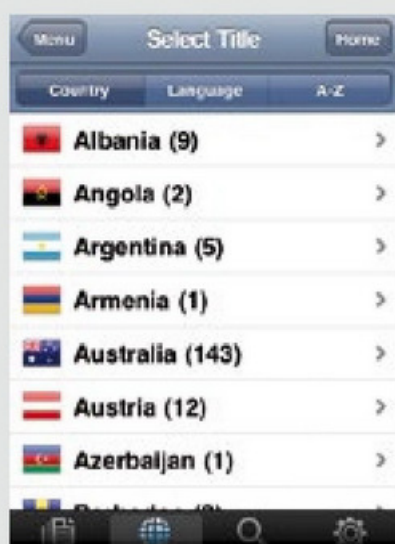 Menu Select Title Home
Country Language A-Z
Albania (9)
Angola (2)
Argentina (5)
Armenia (1)
Australia (143)
Austria (12)
Azerbaijan (1)